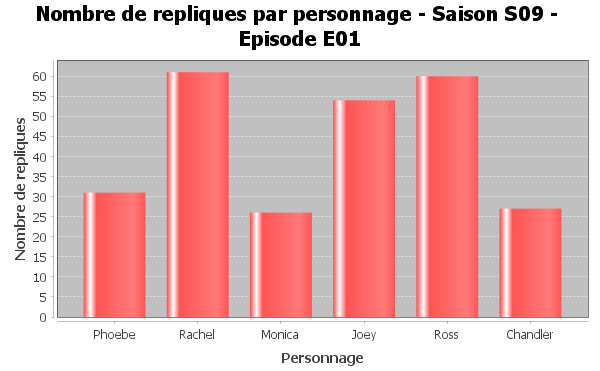 Nombre de repliques par personnage - Saison S09 -
Episode E01
Nombre de repliques
60
55
50
45
40
35
30
25
20
15
10
5
0
Phoebe Rachel Monica Joey Ross Chandler
Personnage